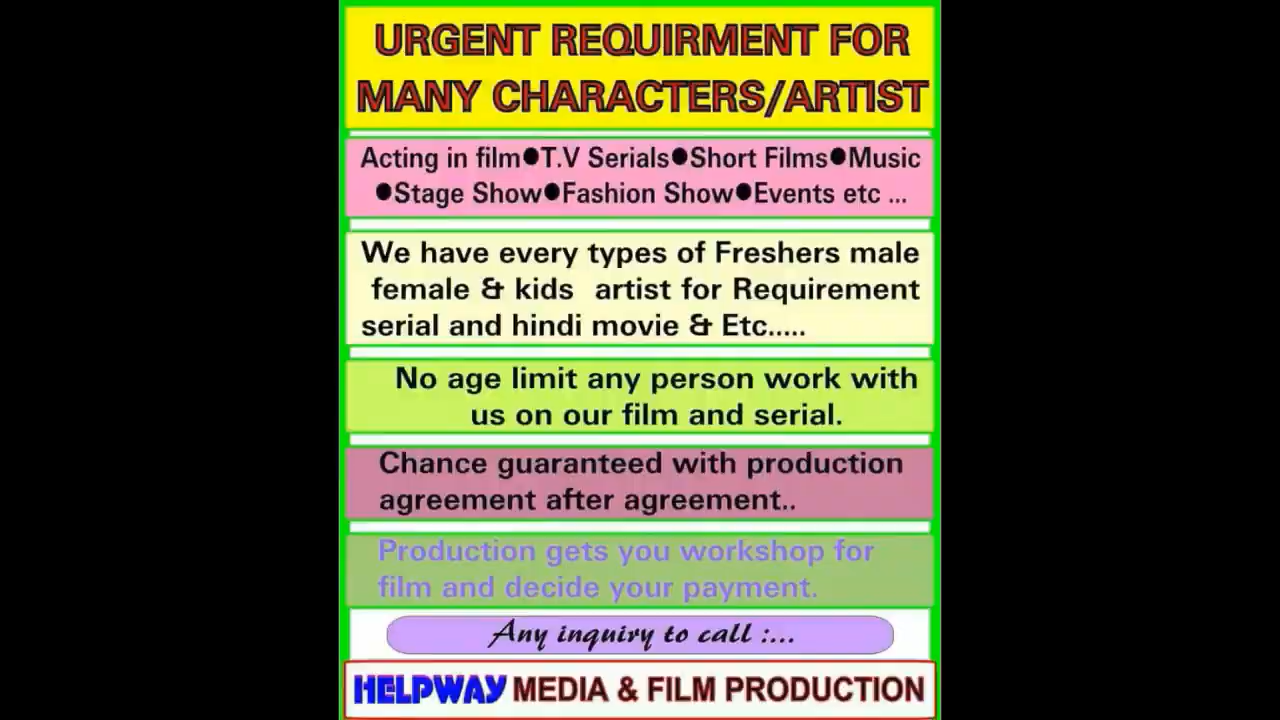 URGENT REQUIRMENT FOR
MANY CHARACTERS/ARTIST
Acting in film●T.V Serials●Short Films●Music
●Stage Show●Fashion Show●Events etc ...
We have every types of Freshers male
female & kids artist for Requirement
serial and hindi movie & Etc.....
No age limit any person work with
us on our film and serial.
Chance guaranteed with production
agreement after agreement..
Production gets you workshop for
film and decide your payment.
Any inquiry to call :...
HELPWAY MEDIA & FILM PRODUCTION